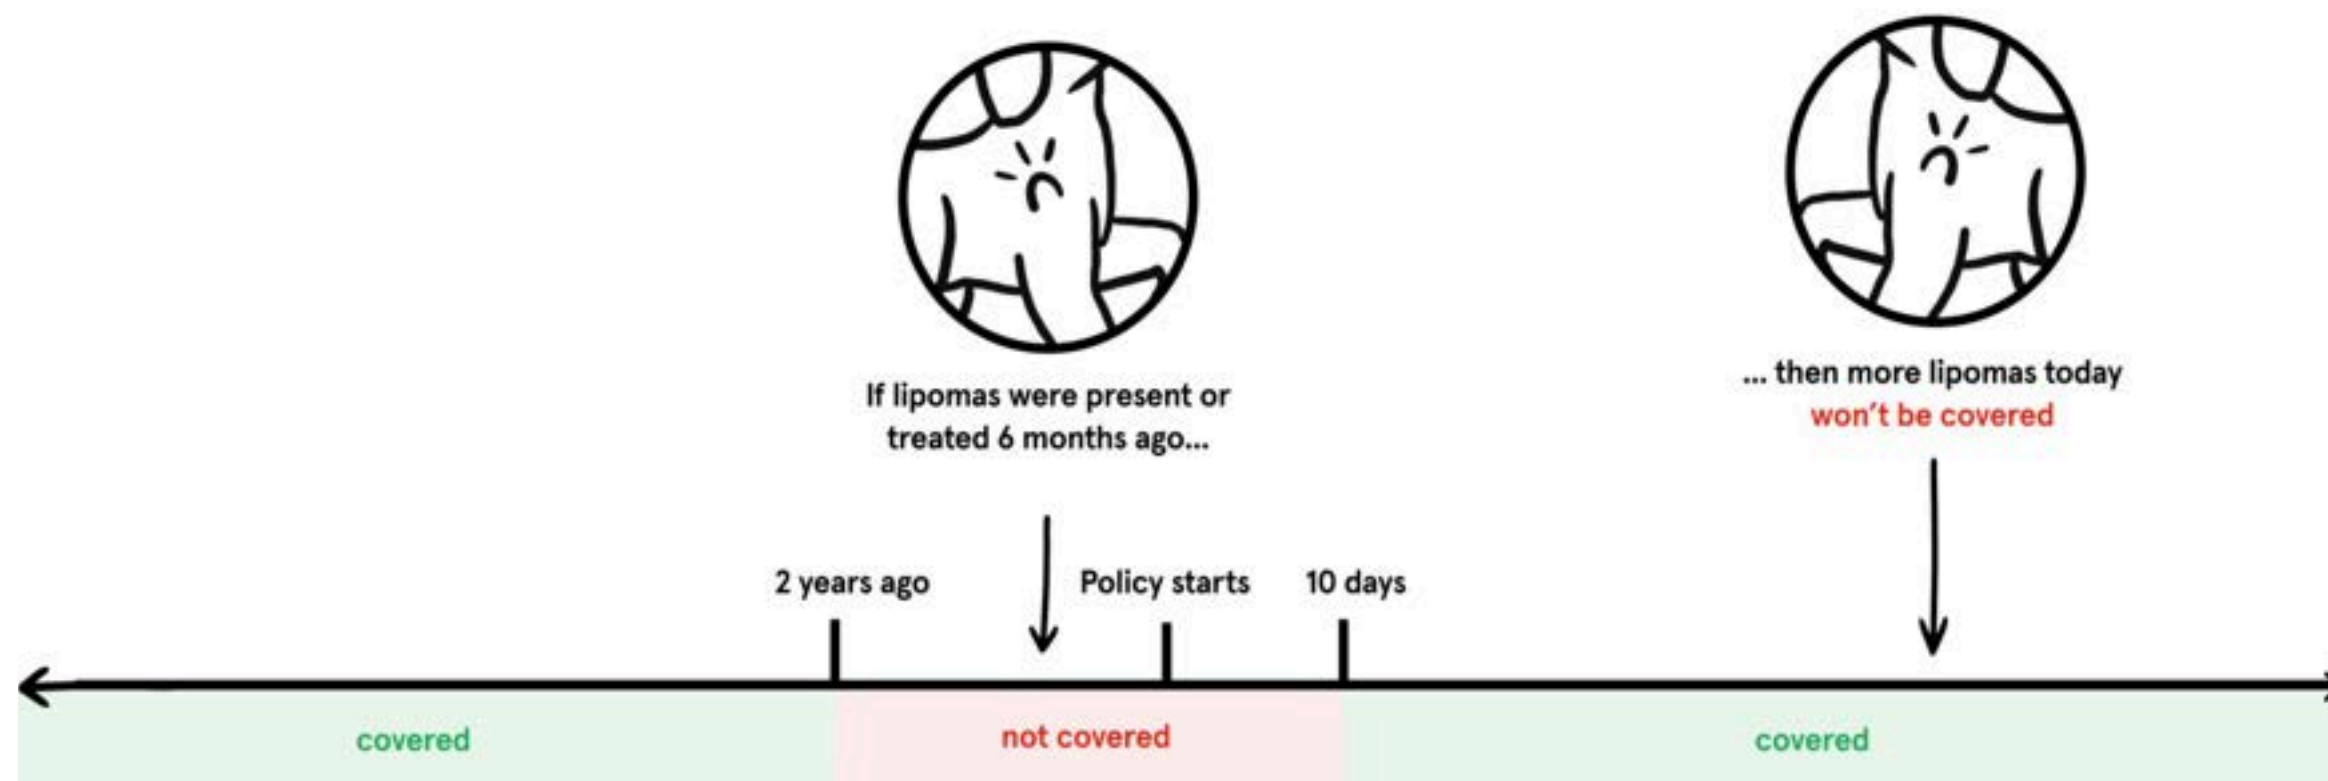 If lipomas were present or
treated 6 months ago...
... then more lipomas today
won't be covered
2 years ago
Policy starts
10 days
covered
not covered
covered